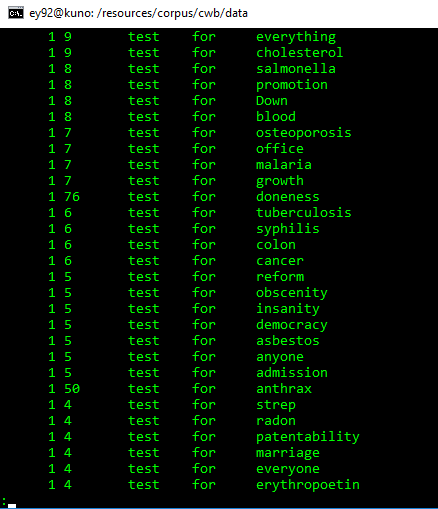 ey92@kuno: /resources/corpus/cwb/data
1 9 test for everything
1 9 test for cholesterol
1 8 test for salmonella
1 8 test for promotion
1 8 test for Down
1 8 test for blood
1 7 test for osteoporosis
1 7 test for office
1 7 test for malaria
1 7 test for growth
1 76 test for doneness
1 6 test for tuberculosis
1 6 test for syphilis
1 6 test for colon
1 6 test for cancer
1 5 test for reform
1 5 test for obscenity
1 5 test for insanity
1 5 test for democracy
1 5 test for asbestos
1 5 test for anyone
1 5 test for admission
1 50 test for anthrax
1 4 test for strep
1 4 test for radon
1 4 test for patentability
1 4 test for marriage
1 4 test for everyone
1 4 test for erythropoetin
: